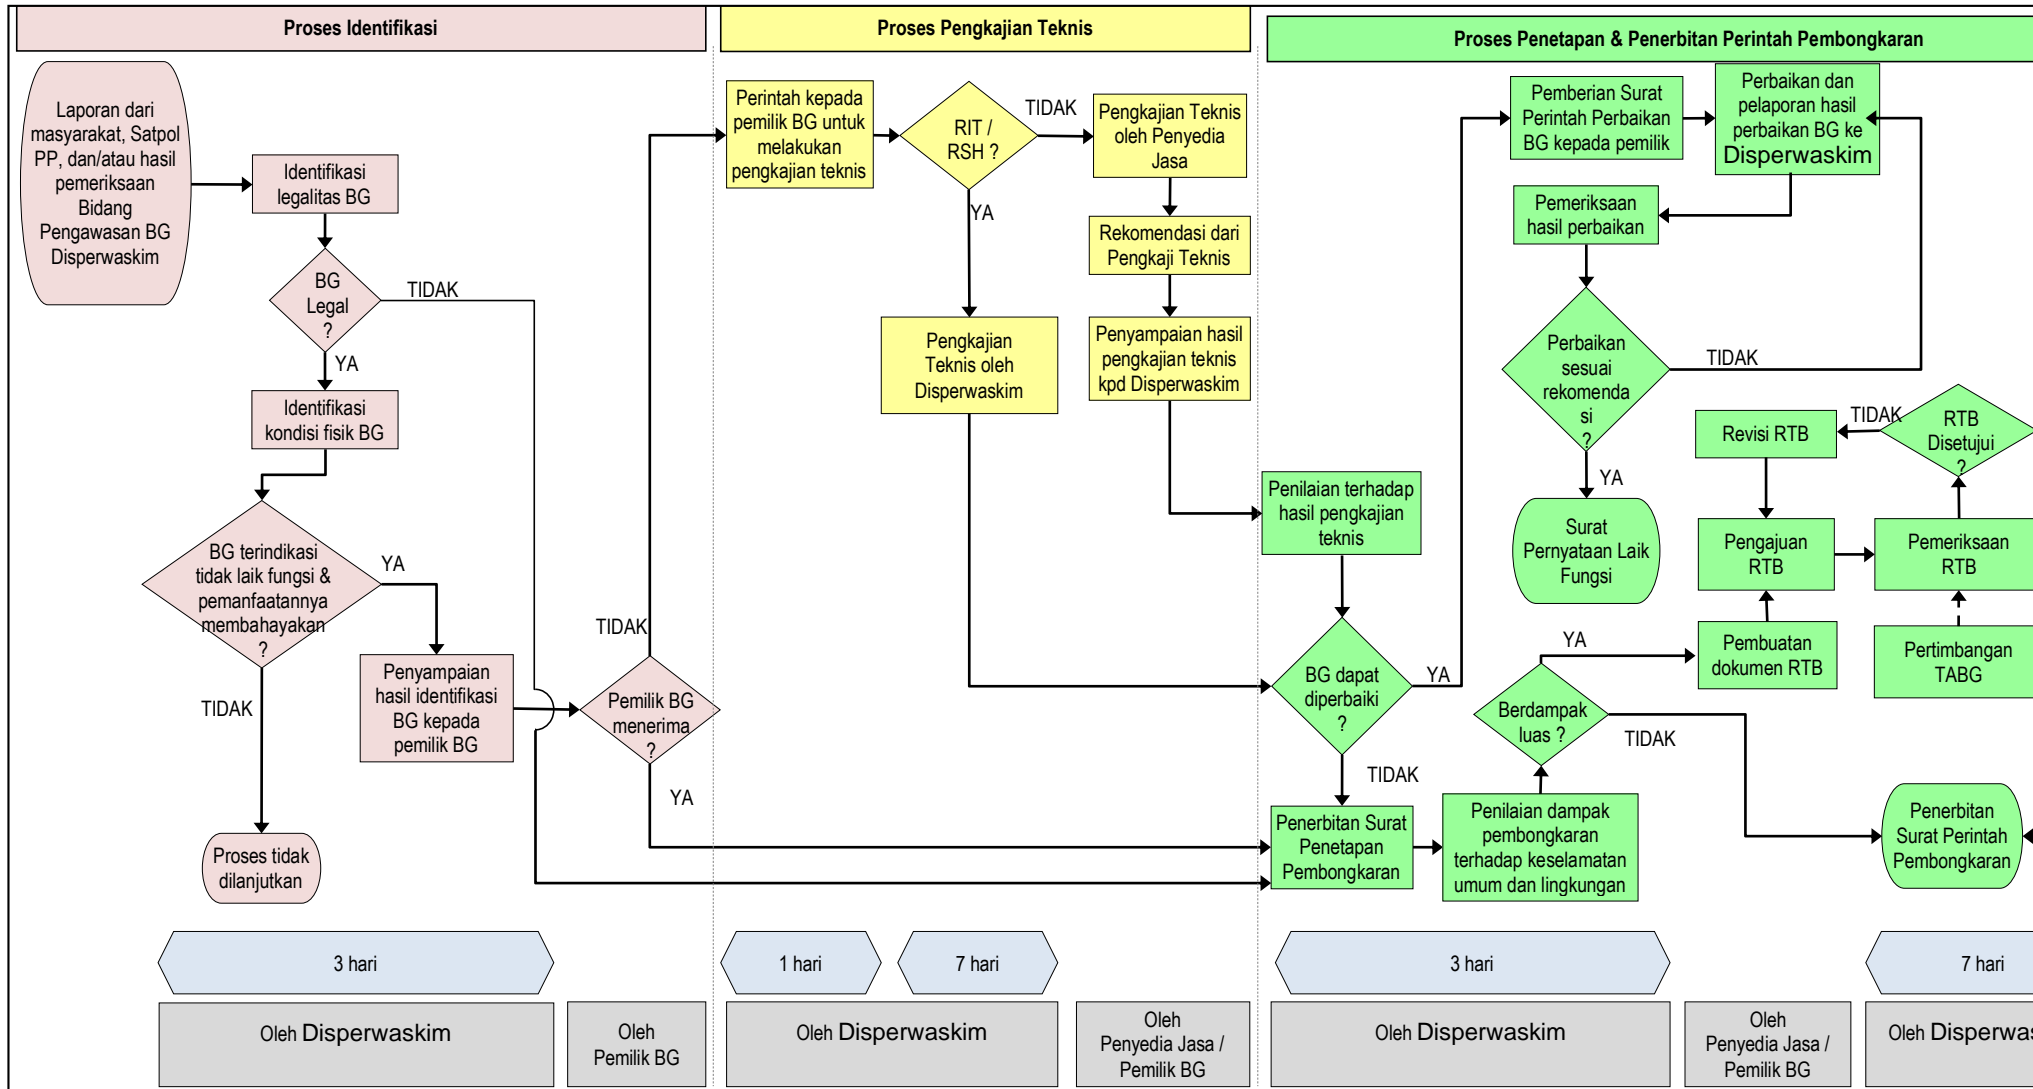 Proses Identifikasi
Laporan dari
masyarakat, Satpol
PP, dan/atau hasil
pemeriksaan
Bidang
Pengawasan BG
Disperwaskim
Identifikasi
legalitas BG
BG
Legal
?
TIDAK
YA
Identifikasi
kondisi fisik BG
BG terindikasi
tidak laik fungsi &
pemanfaatannya
membahayakan
?
YA
TIDAK
Penyampaian
hasil identifikasi
BG kepada
pemilik BG
Proses tidak
dilanjutkan
TIDAK
Pemilik BG
menerima
?
YA
Proses Pengkajian Teknis
Perintah kepada
pemilik BG untuk
melakukan
pengkajian teknis
RIT /
RSH ?
TIDAK
YA
Pengkajian Teknis
oleh Penyedia
Jasa
Rekomendasi dari
Pengkaji Teknis
Pengkajian
Teknis oleh
Disperwaskim
Penyampaian hasil
pengkajian teknis
kpd Disperwaskim
Proses Penetapan & Penerbitan Perintah Pembongkaran
Pemberian Surat
Perintah Perbaikan
BG kepada pemilik
Perbaikan dan
pelaporan hasil
perbaikan BG ke
Disperwaskim
Pemeriksaan
hasil perbaikan
Perbaikan
sesuai
rekomenda
si
?
TIDAK
YA
Surat
Pernyataan Laik
Fungsi
Penilaian terhadap
hasil pengkajian
teknis
BG dapat
diperbaiki
?
YA
TIDAK
Penerbitan Surat
Penetapan
Pembongkaran
Penilaian dampak
pembongkaran
terhadap keselamatan
umum dan lingkungan
Berdampak
luas ?
YA
TIDAK
Pembuatan
dokumen RTB
Pengajuan
RTB
Revisi RTB
TIDAK
RTB
Disetujui
?
Pemeriksaan
RTB
Pertimbangan
TABG
Penerbitan
Surat Perintah
Pembongkaran
3 hari
1 hari
7 hari
3 hari
7 hari
Oleh Disperwaskim
Oleh
Pemilik BG
Oleh Disperwaskim
Oleh
Penyedia Jasa /
Pemilik BG
Oleh Disperwaskim
Oleh
Penyedia Jasa /
Pemilik BG
Oleh Disperwas